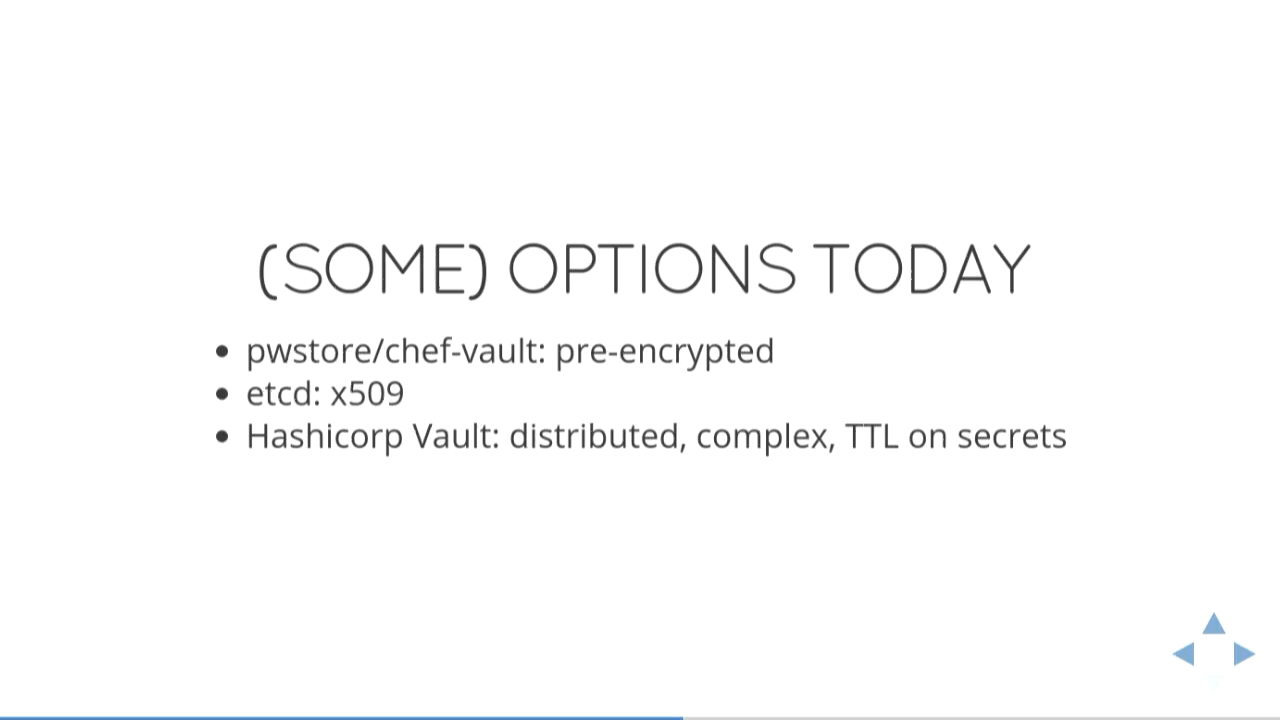 (SOME) OPTIONS TODAY
pwstore/chef-vault: pre-encrypted
etcd: x509
Hashicorp Vault: distributed, complex, TTL on secrets